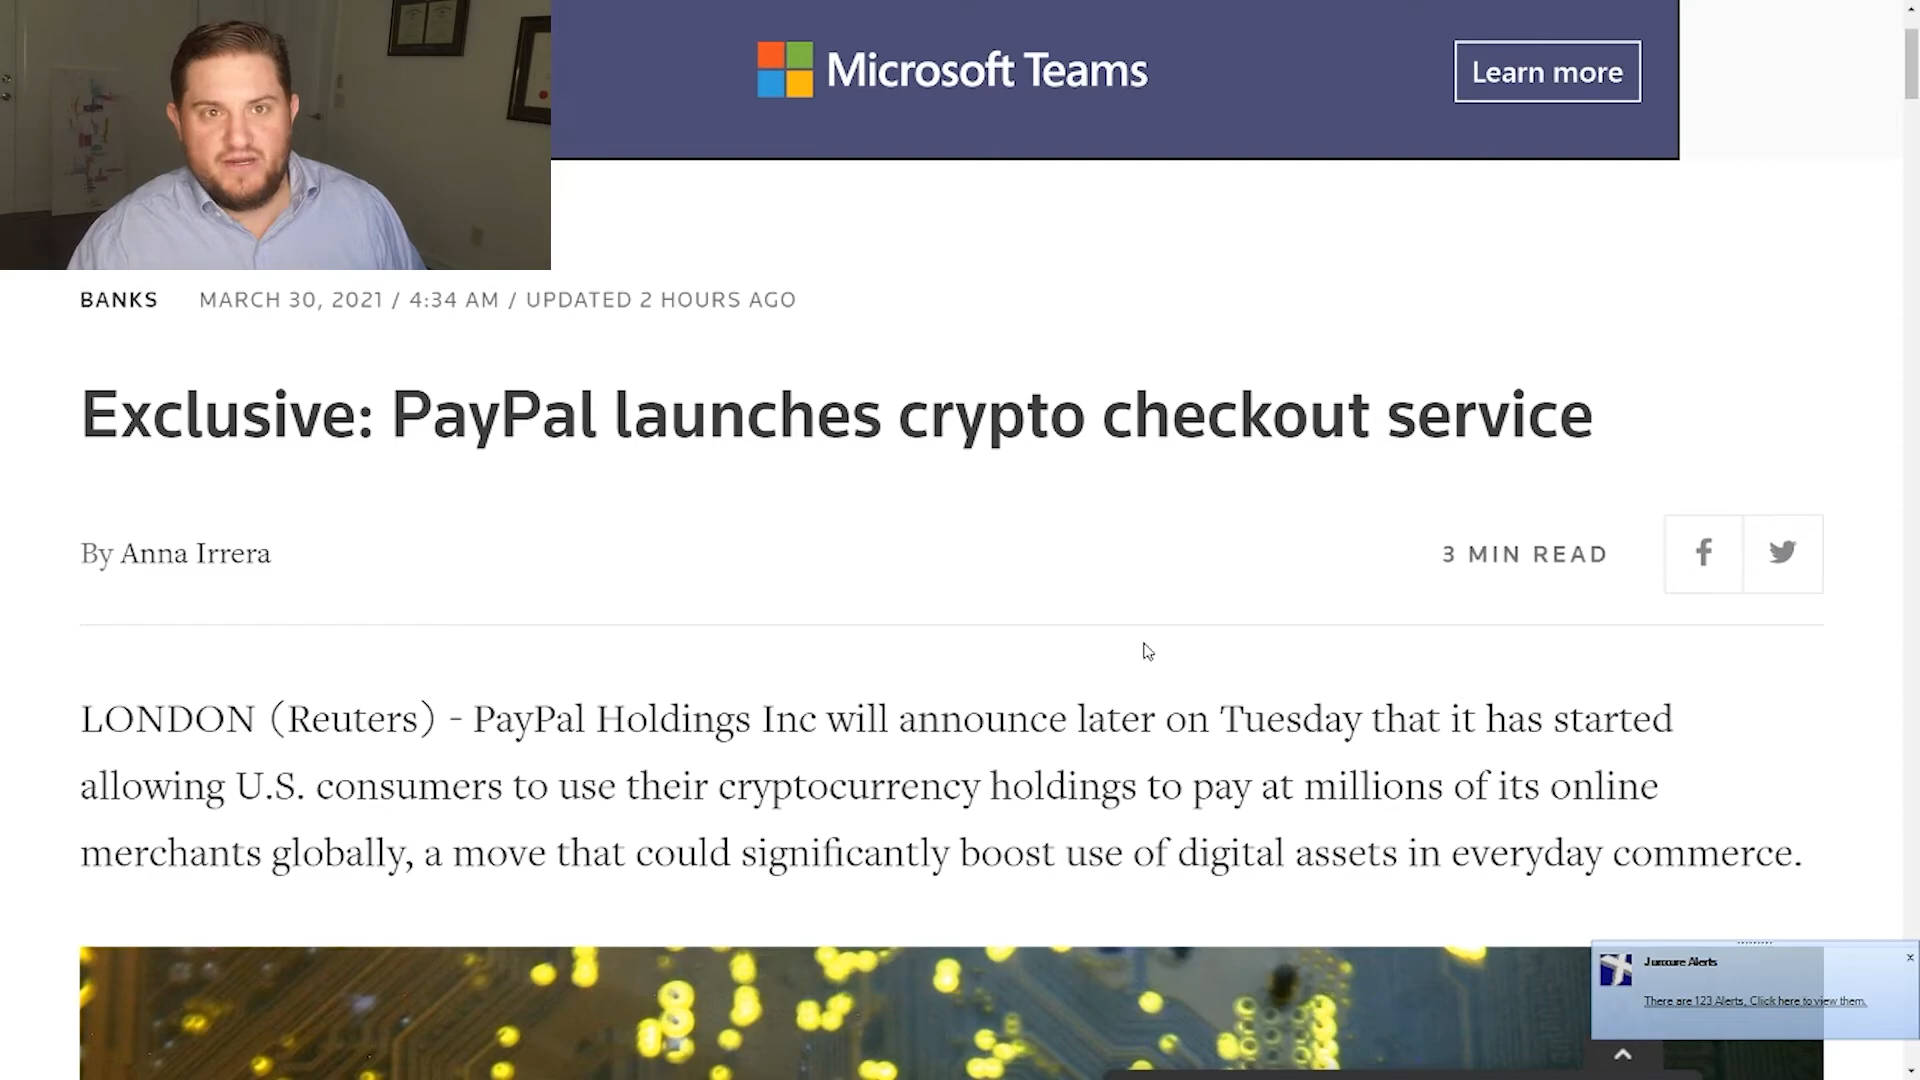 Microsoft Teams
Learn more
BANKS MARCH 30, 2021 / 4:34 AM / UPDATED 2 HOURS AGO
Exclusive: PayPal launches crypto checkout service
By Anna Irrera
3 MIN READ
LONDON (Reuters) - PayPal Holdings Inc will announce later on Tuesday that it has started
allowing U.S. consumers to use their cryptocurrency holdings to pay at millions of its online
merchants globally, a move that could significantly boost use of digital assets in everyday commerce.
Alerts
There are 123 Alerts, Click here to view them.